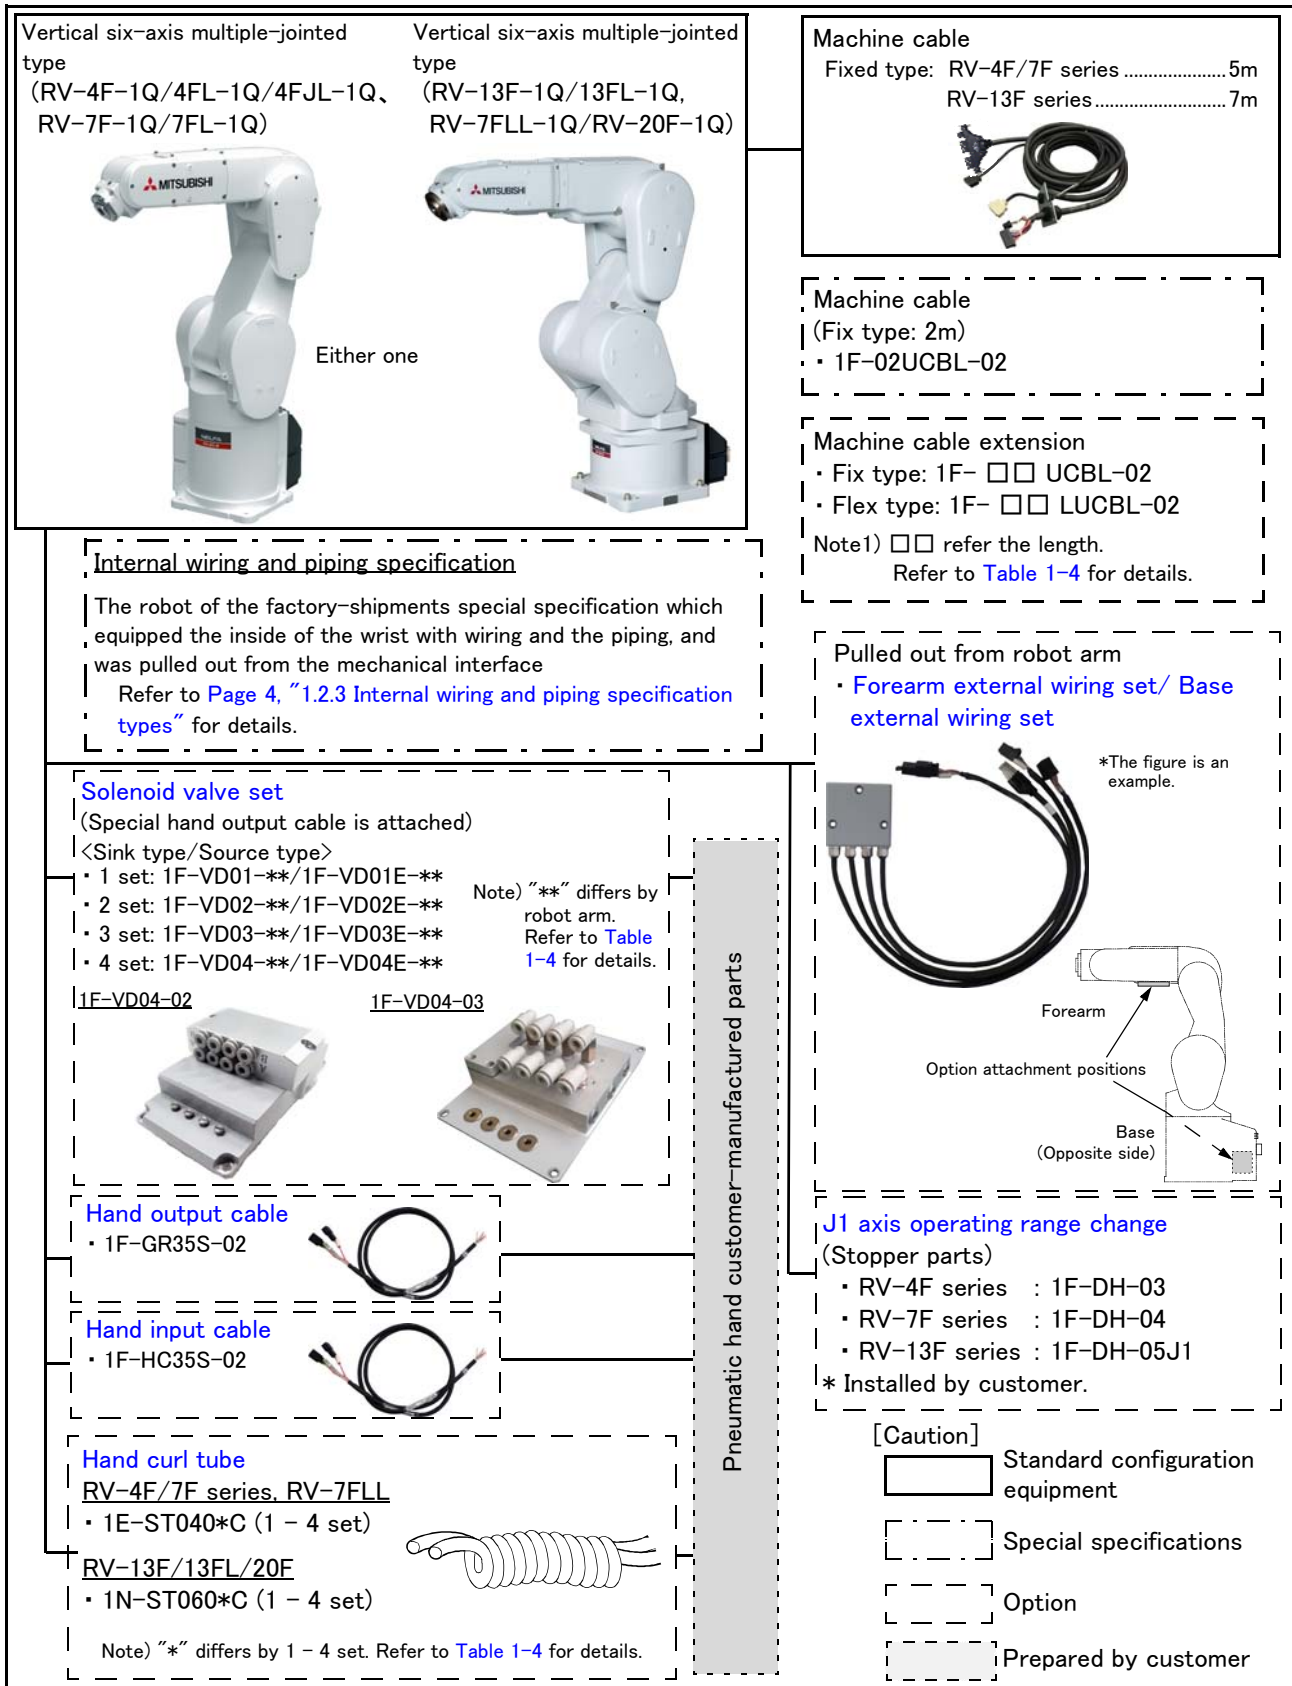 Vertical six-axis multiple-jointed
type
(RV-4F-1Q/4FL-1Q/4FJL-1Q、
RV-7F-1Q/7FL-1Q)
Vertical six-axis multiple-jointed
type
(RV-13F-1Q/13FL-1Q,
RV-7FLL-1Q/RV-20F-1Q)
MITSUBISHI
MITSUBISHI
Either one
Machine cable
Fixed type: RV-4F/7F series .....................5m
RV-13F series...........................7m
Machine cable
(Fix type: 2m)
・1F-02UCBL-02
Machine cable extension
・Fix type: 1F- □□ UCBL-02
・Flex type: 1F- □□ LUCBL-02
Note1) □□ refer the length.
Refer to Table 1-4 for details.
Internal wiring and piping specification
The robot of the factory-shipments special specification which
equipped the inside of the wrist with wiring and the piping, and
was pulled out from the mechanical interface
Refer to Page 4, "1.2.3 Internal wiring and piping specification
types" for details.
Pulled out from robot arm
・Forearm external wiring set/ Base
external wiring set
*The figure is an
example.
Forearm
Option attachment positions
Base
(Opposite side)
Solenoid valve set
(Special hand output cable is attached)
<Sink type/Source type>
・1 set: 1F-VD01-**/1F-VD01E-**
・2 set: 1F-VD02-**/1F-VD02E-**
・3 set: 1F-VD03-**/1F-VD03E-**
・4 set: 1F-VD04-**/1F-VD04E-**
Note) "**" differs by
robot arm.
Refer to Table
1-4 for details.
1F-VD04-02
1F-VD04-03
Pneumatic hand customer-manufactured parts
Hand output cable
・1F-GR35S-02
Hand input cable
・1F-HC35S-02
Hand curl tube
RV-4F/7F series, RV-7FLL
・1E-ST040*C (1 - 4 set)
RV-13F/13FL/20F
・1N-ST060*C (1 - 4 set)
Note) "*" differs by 1 - 4 set. Refer to Table 1-4 for details.
J1 axis operating range change
(Stopper parts)
・RV-4F series : 1F-DH-03
・RV-7F series : 1F-DH-04
・RV-13F series : 1F-DH-05J1
* Installed by customer.
[Caution]
Standard configuration
equipment
Special specifications
Option
Prepared by customer